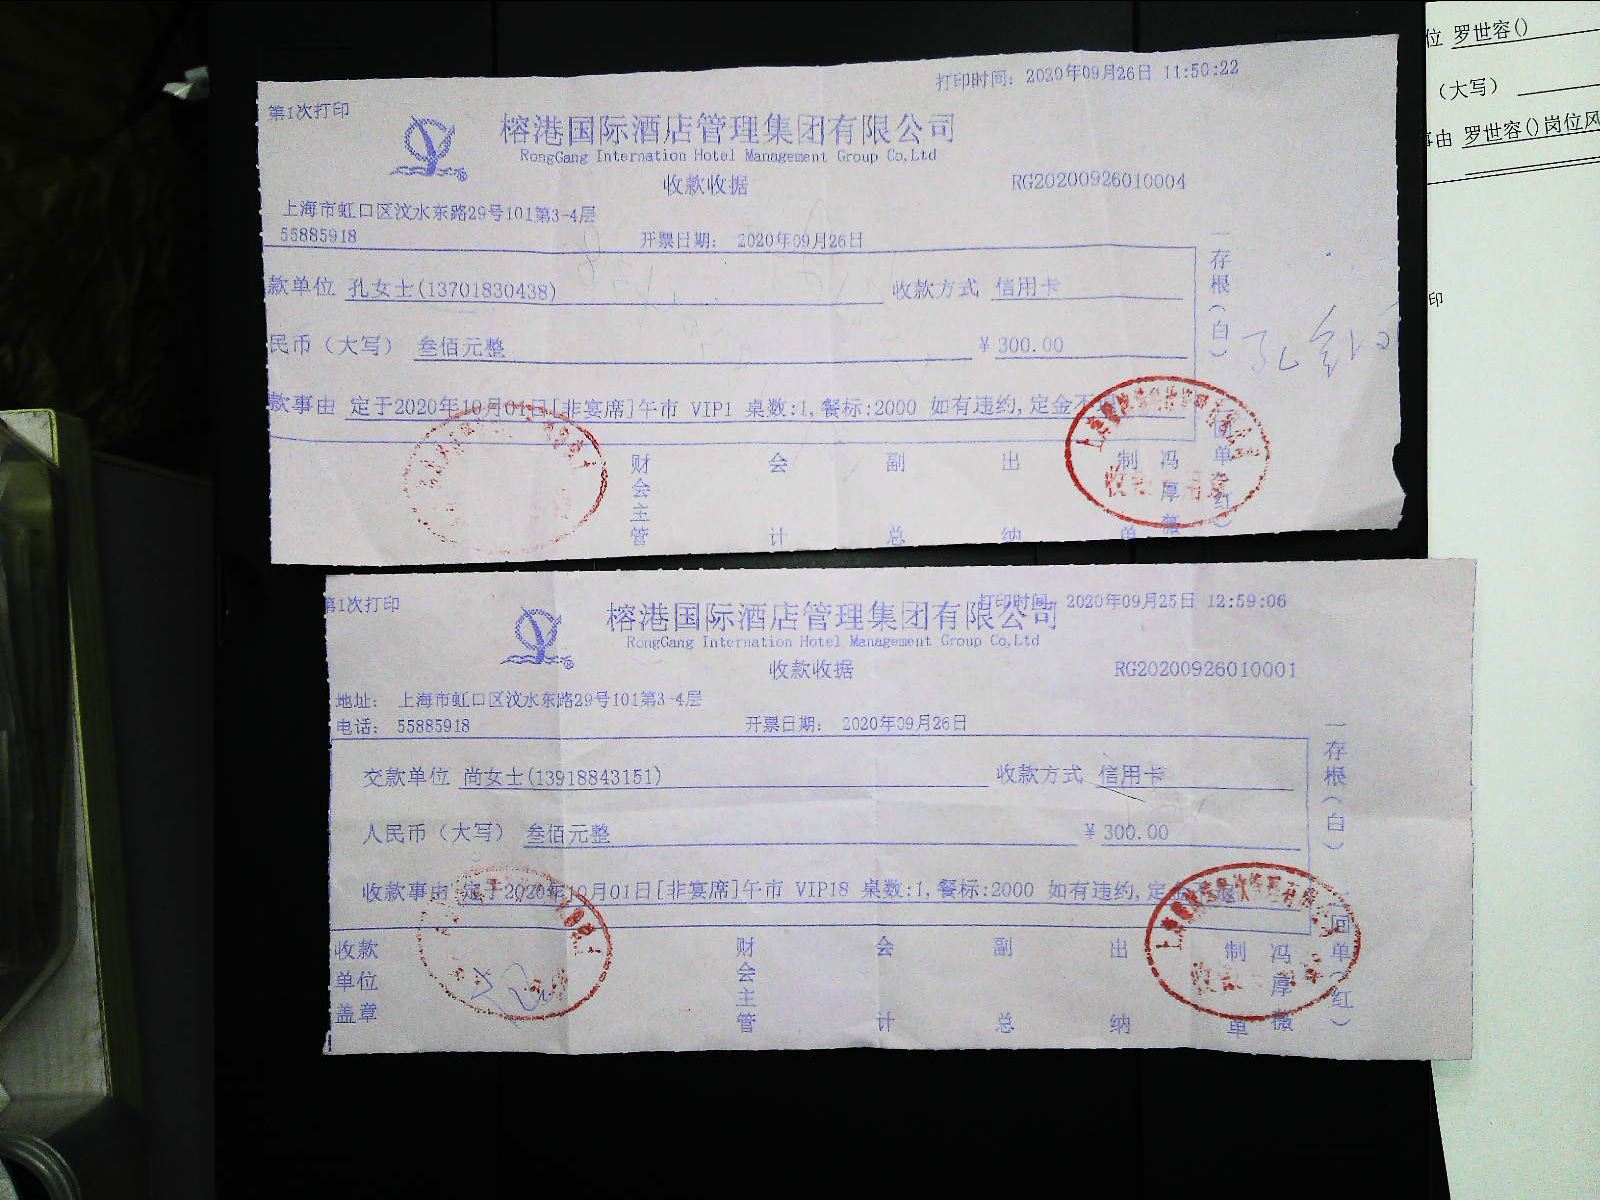 打印时间：2020年09月26日 11:50:22
第1次打印
榕港国际酒店管理集团有限公司
RongGang Internation Hotel Management Group Co,Ltd
收款收据
RG20200926010004
上海市虹口区汶水东路29号101第3-4层
55885918
开票日期： 2020年09月26日
款单位 孔女士(13701830438) 收款方式 信用卡
民币（大写） 叁佰元整 ¥ 300.00
款事由 定于2020年10月01日[非宴席]午市 VIP1 桌数:1,餐标:2000 如有违约,定金不
财会主管 会计 副总 出纳 制单 冯厚薇
一存根（白）
回单（红）
第1次打印
打印时间： 2020年09月25日 12:59:06
榕港国际酒店管理集团有限公司
RongGang Internation Hotel Management Group Co,Ltd
收款收据
RG20200926010001
地址： 上海市虹口区汶水东路29号101第3-4层
电话： 55885918
开票日期： 2020年09月26日
交款单位 尚女士(13918843151) 收款方式 信用卡
人民币（大写） 叁佰元整 ¥ 300.00
收款事由 定于2020年10月01日[非宴席]午市 VIP18 桌数:1,餐标:2000 如有违约,定
收款单位盖章 财会主管 会计 副总 出纳 制单 冯厚薇
一存根（白）
一回单（红）
位 罗世容()
（大写）
事由 罗世容()岗位风
印